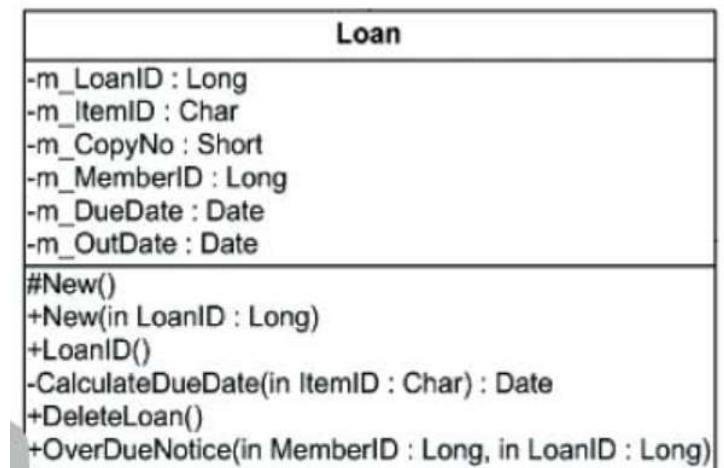 Loan
-m_LoanID : Long
-m_ItemID : Char
-m_CopyNo : Short
-m_MemberID : Long
-m_DueDate : Date
-m_OutDate : Date
#New()
+New(in LoanID : Long)
+LoanID()
-CalculateDueDate(in ItemID : Char) : Date
+DeleteLoan()
+OverDueNotice(in MemberID : Long, in LoanID : Long)